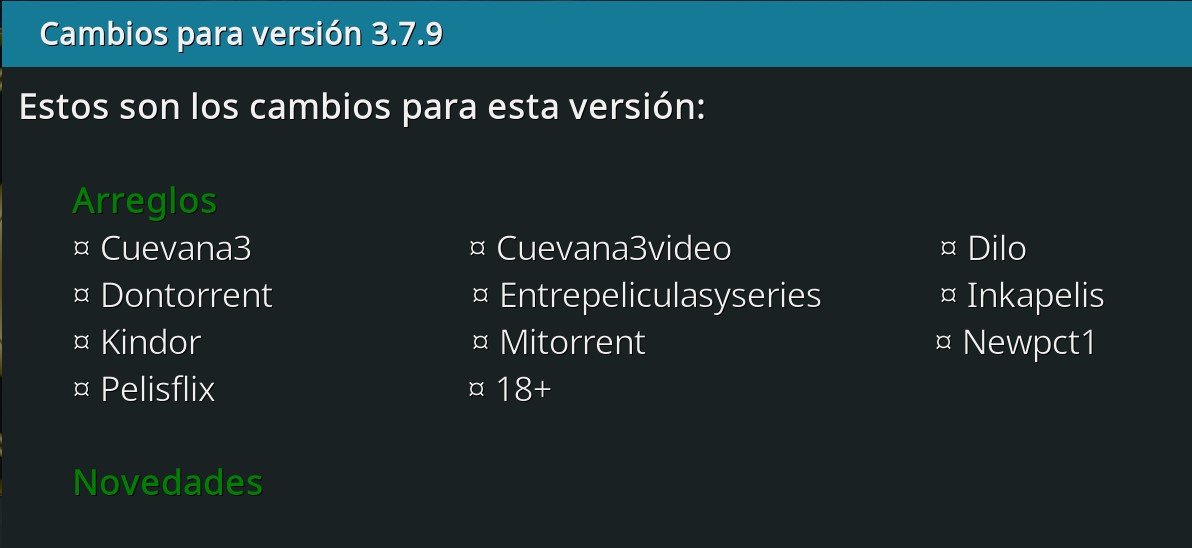 Cambios para versión 3.7.9
Estos son los cambios para esta versión:
Arreglos
¤ Cuevana3 ¤ Cuevana3video ¤ Dilo
¤ Dontorrent ¤ Entrepeliculasyseries ¤ Inkapelis
¤ Kindor ¤ Mitorrent ¤ Newpct1
¤ Pelisflix ¤ 18+
Novedades